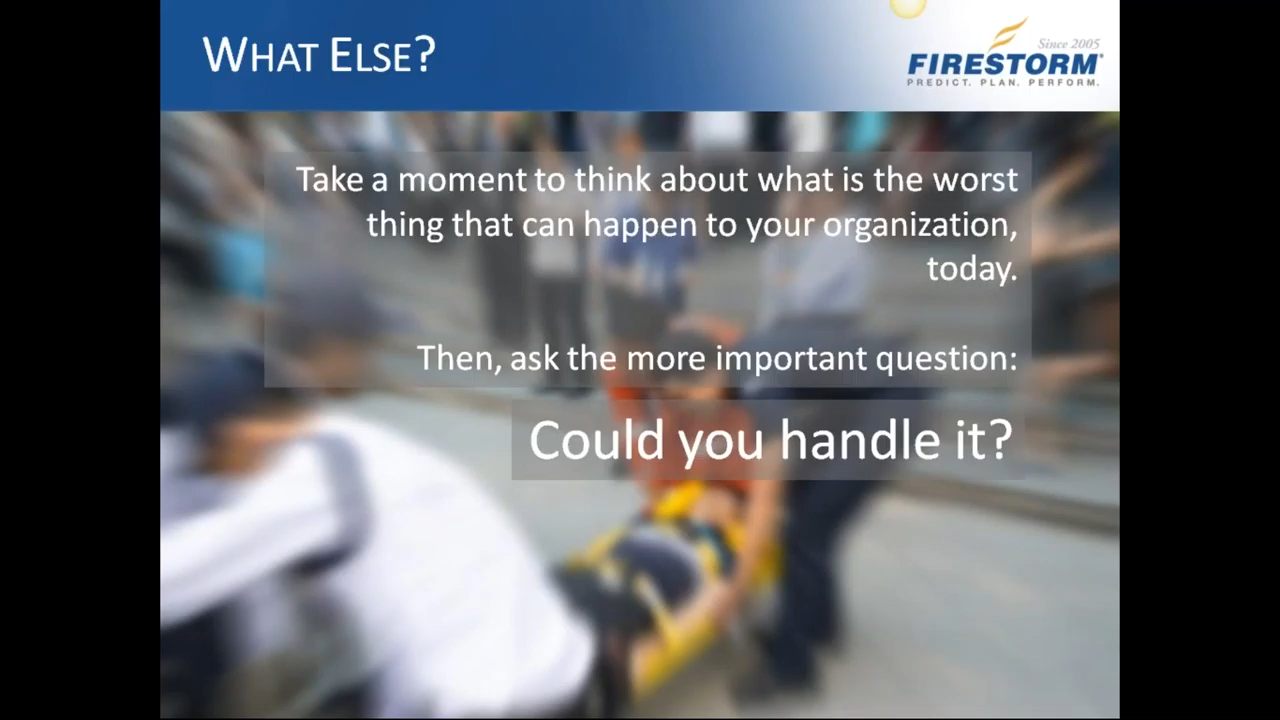 WHAT ELSE?
Since 2005
FIRESTORM®
PREDICT. PLAN. PERFORM.
Take a moment to think about what is the worst
thing that can happen to your organization,
today.
Then, ask the more important question:
Could you handle it?